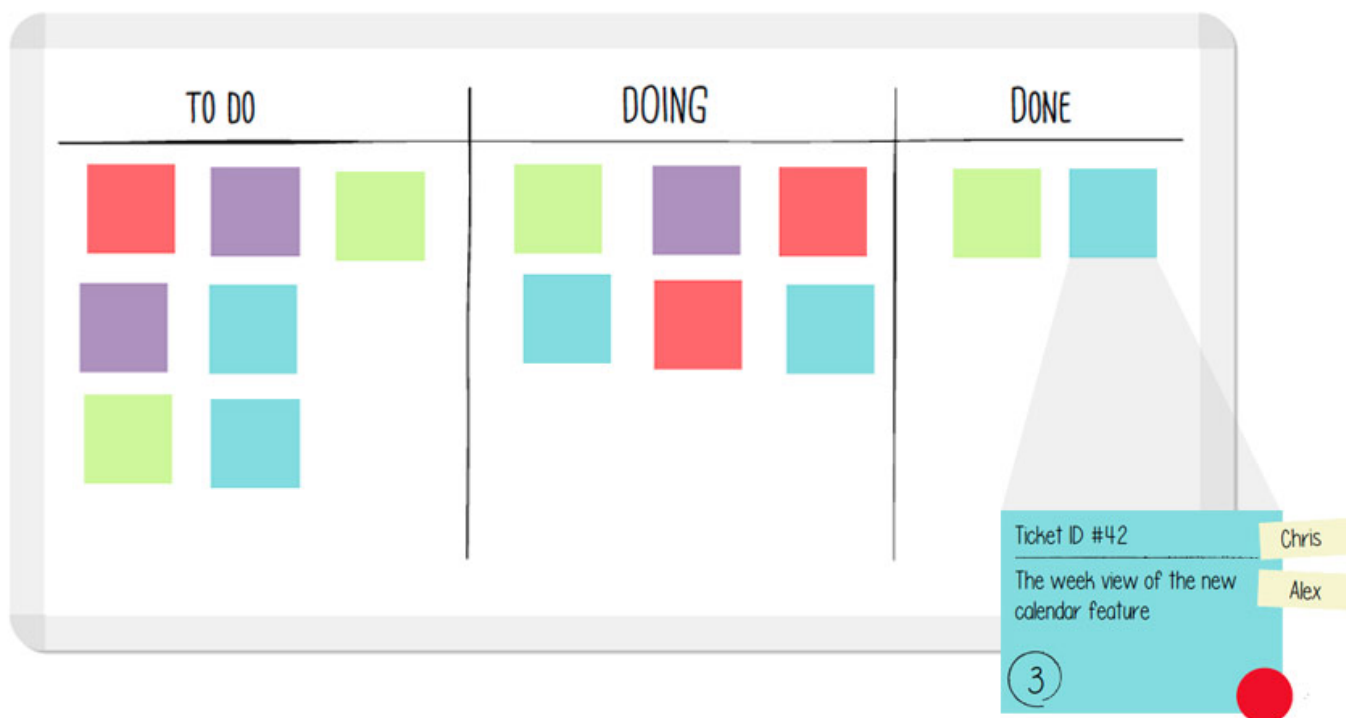 TO DO
DOING
DONE
Ticket ID #42
Chris
The week view of the new
calendar feature
Alex
3